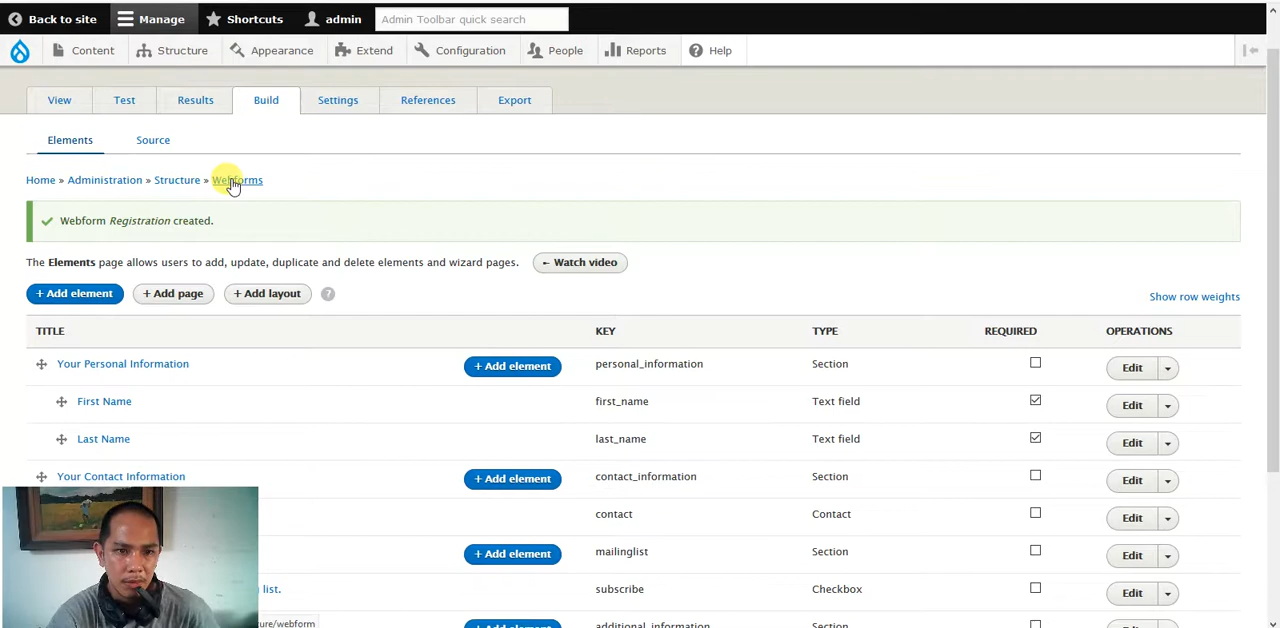 Back to site Manage Shortcuts admin Admin Toolbar quick search
Content Structure Appearance Extend Configuration People Reports Help
View Test Results Build Settings References Export
Elements Source
Home » Administration » Structure » Webforms
Webform Registration created.
The Elements page allows users to add, update, duplicate and delete elements and wizard pages. Watch video
+ Add element + Add page + Add layout ?
Show row weights
TITLE KEY TYPE REQUIRED OPERATIONS
Your Personal Information + Add element personal_information Section Edit
First Name first_name Text field Edit
Last Name last_name Text field Edit
Your Contact Information + Add element contact_information Section Edit
contact Contact Edit
+ Add element mailinglist Section Edit
list. subscribe Checkbox Edit
+ Add element additional_information Section Edit
ure/webform